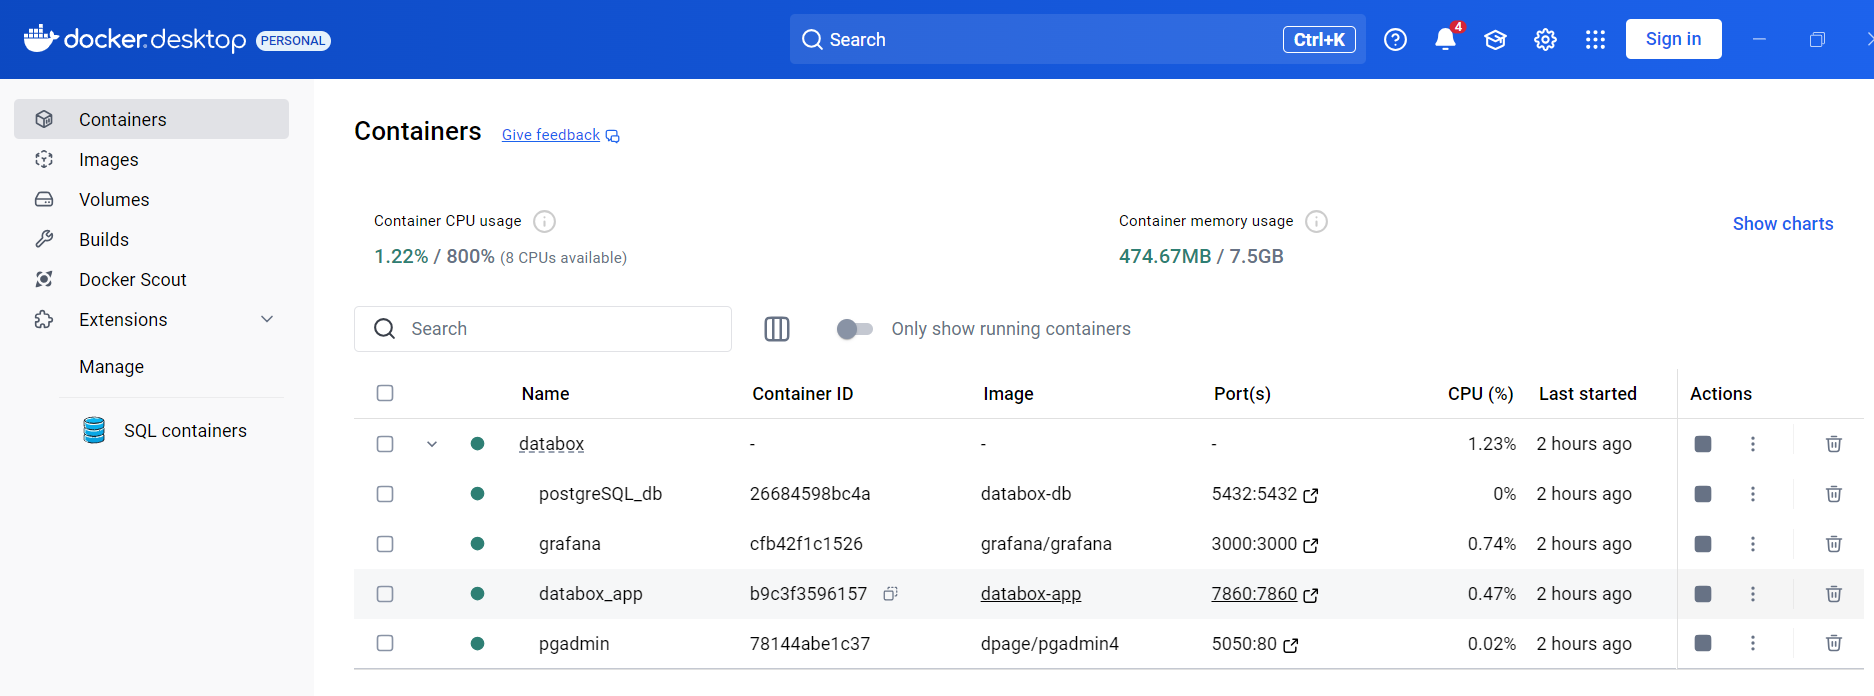 docker.desktop PERSONAL
Search Ctrl+K
4
Sign in
Containers
Images
Volumes
Builds
Docker Scout
Extensions
Manage
SQL containers
Containers Give feedback
Container CPU usage
1.22% / 800% (8 CPUs available)
Container memory usage
474.67MB / 7.5GB
Show charts
Search
Only show running containers
Name Container ID Image Port(s) CPU (%) Last started Actions
databox - - - 1.23% 2 hours ago
postgreSQL_db 26684598bc4a databox-db 5432:5432 0% 2 hours ago
grafana cfb42f1c1526 grafana/grafana 3000:3000 0.74% 2 hours ago
databox_app b9c3f3596157 databox-app 7860:7860 0.47% 2 hours ago
pgadmin 78144abe1c37 dpage/pgadmin4 5050:80 0.02% 2 hours ago